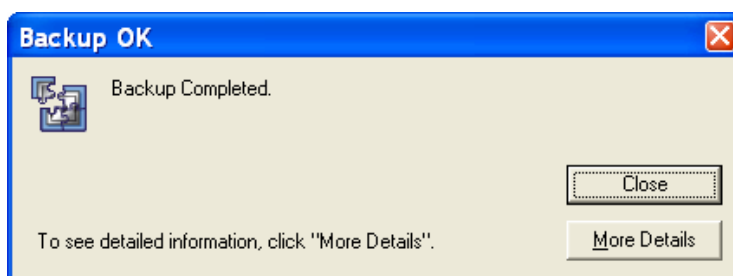 Backup OK
Backup Completed.
Close
To see detailed information, click "More Details".
More Details